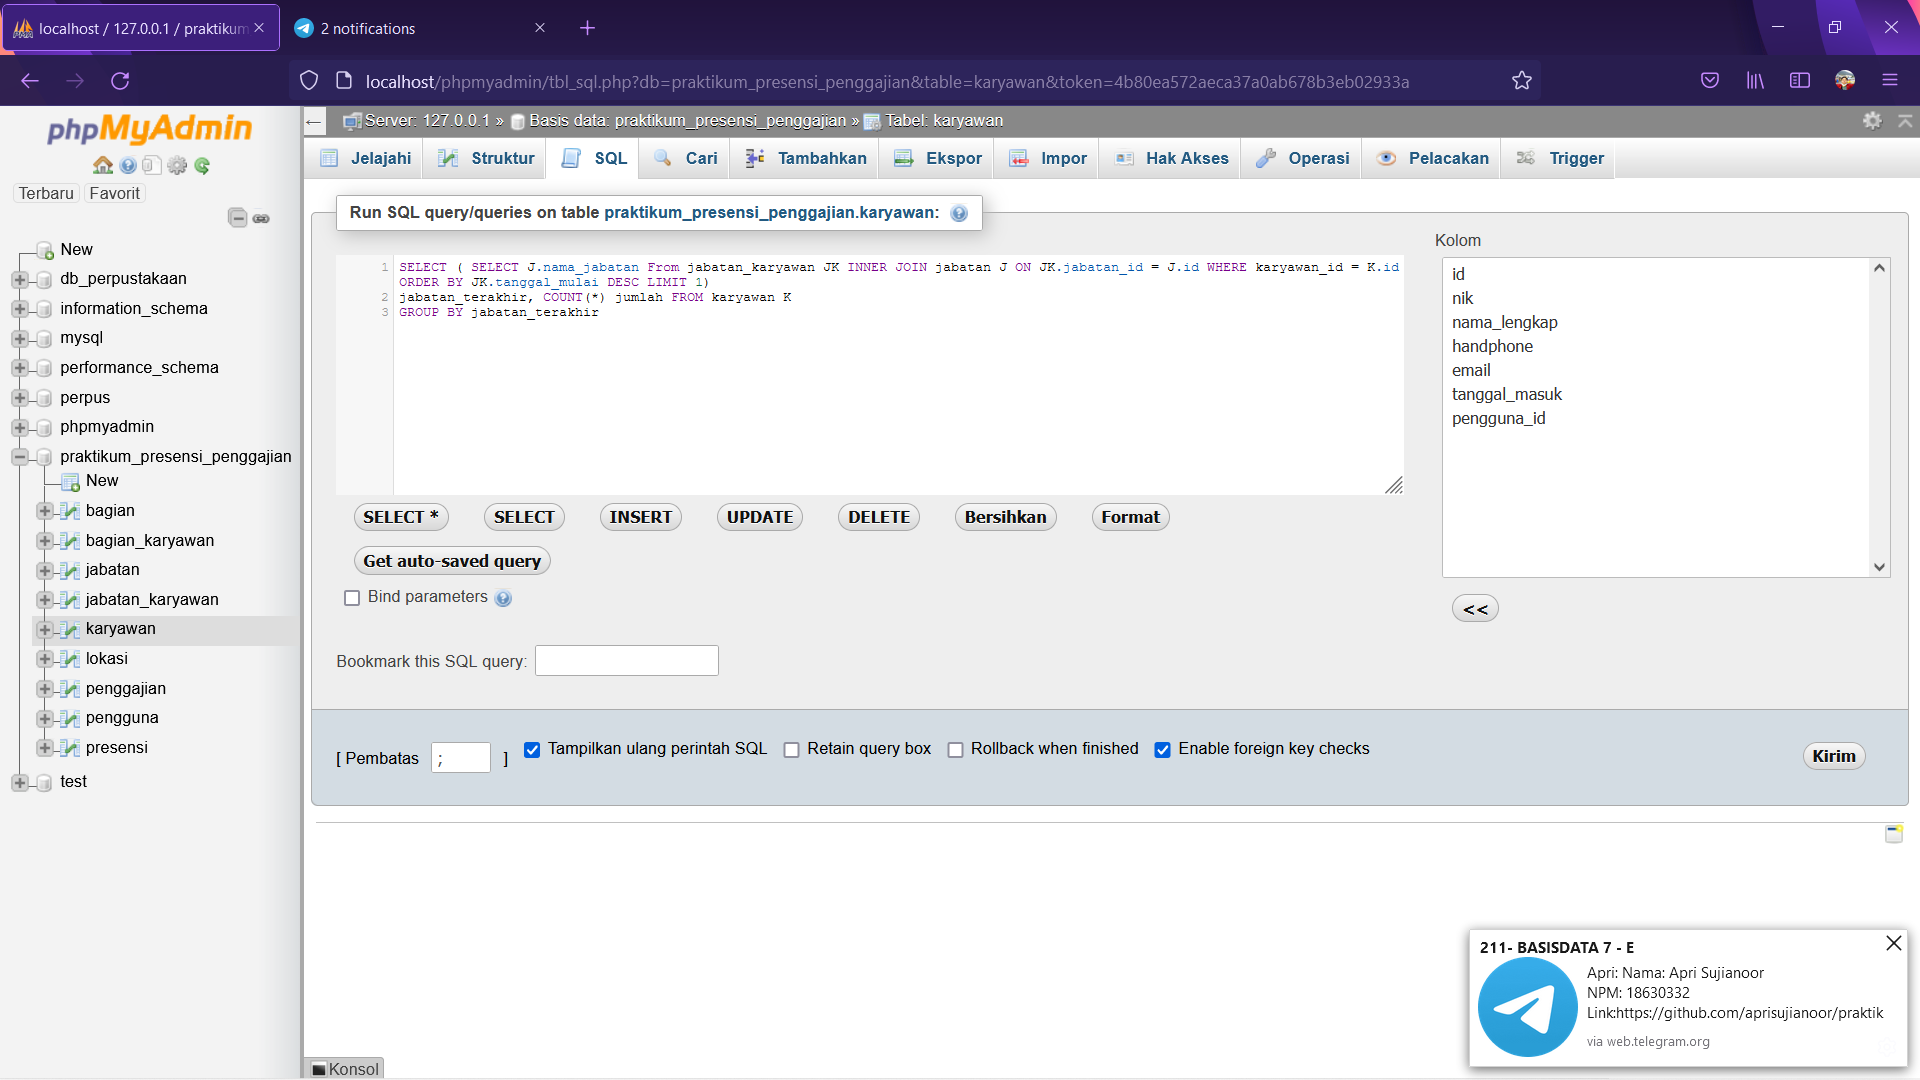 localhost / 127.0.0.1 / praktikum
2 notifications
localhost/phpmyadmin/tbl_sql.php?db=praktikum_presensi_penggajian&table=karyawan&token=4b80ea572aeca37a0ab678b3eb02933a
phpMyAdmin
Terbaru Favorit
New
db_perpustakaan
information_schema
mysql
performance_schema
perpus
phpmyadmin
praktikum_presensi_penggajian
New
bagian
bagian_karyawan
jabatan
jabatan_karyawan
karyawan
lokasi
penggajian
pengguna
presensi
test
Server: 127.0.0.1 » Basis data: praktikum_presensi_penggajian » Tabel: karyawan
Jelajahi Struktur SQL Cari Tambahkan Ekspor Impor Hak Akses Operasi Pelacakan Trigger
Run SQL query/queries on table praktikum_presensi_penggajian.karyawan:
1 SELECT ( SELECT J.nama_jabatan From jabatan_karyawan JK INNER JOIN jabatan J ON JK.jabatan_id = J.id WHERE karyawan_id = K.id
ORDER BY JK.tanggal_mulai DESC LIMIT 1)
2 jabatan_terakhir, COUNT(*) jumlah FROM karyawan K
3 GROUP BY jabatan_terakhir
Kolom
id
nik
nama_lengkap
handphone
email
tanggal_masuk
pengguna_id
<<
SELECT * SELECT INSERT UPDATE DELETE Bersihkan Format
Get auto-saved query
Bind parameters
Bookmark this SQL query:
[ Pembatas ; ] Tampilkan ulang perintah SQL Retain query box Rollback when finished Enable foreign key checks
Kirim
Konsol
211- BASISDATA 7 - E
Apri: Nama: Apri Sujianoor
NPM: 18630332
Link:https://github.com/aprisujianoor/praktik
via web.telegram.org